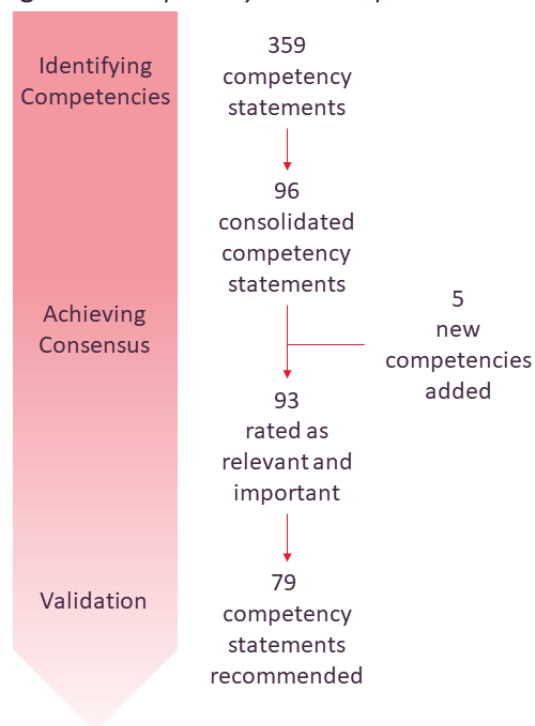 Identifying
Competencies
359
competency
statements
96
consolidated
competency
statements
Achieving
Consensus
5
new
competencies
added
93
rated as
relevant and
important
Validation
79
competency
statements
recommended